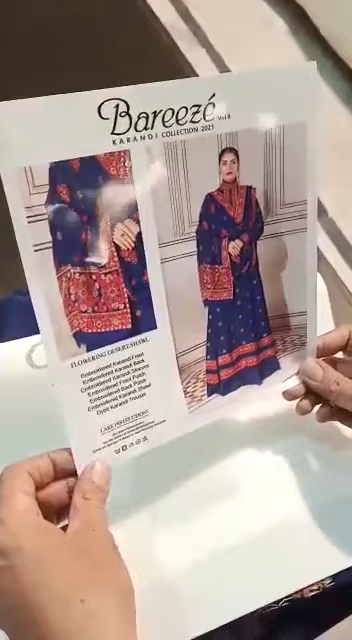 Bareezé Vol 8
KARANDI COLLECTION 2021
FLOWERING DESERT-SHAWL
Embroidered Karandi Front
Embroidered Karandi Back
Embroidered Karandi Sleeves
Embroidered Front Patch
Embroidered Back Patch
Embroidered Karandi Shawl
Dyed Karandi Trouser
CARE INSTRUCTIONS